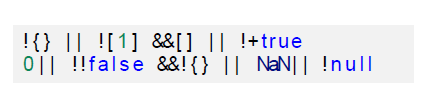 !{} || ![1] &&[] || !+true
0|| !!false &&!{} || NaN|| !null